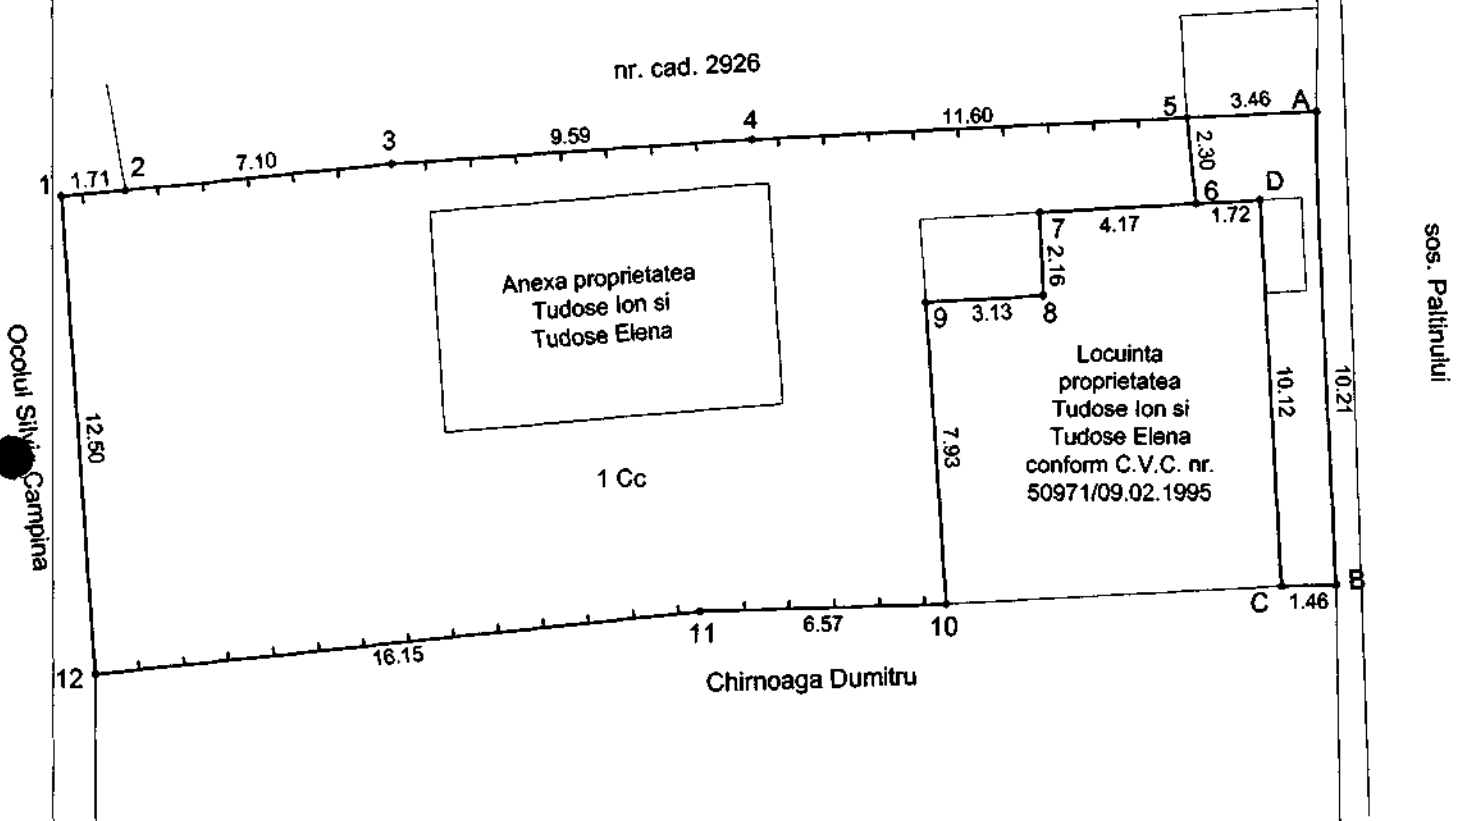 nr. cad. 2926
5
3.46
A
4
11.60
3
9.59
2
7.10
1
1.71
2.30
6
D
1.72
7
4.17
2.16
9
3.13
8
Anexa proprietatea
Tudose Ion si
Tudose Elena
Locuinta
proprietatea
Tudose Ion si
Tudose Elena
conform C.V.C. nr.
50971/09.02.1995
sos. Paltinului
10.12
10.21
7.93
12.50
Ocolul Silvic Campina
1 Cc
C
1.46
B
11
6.57
10
12
16.15
Chirnoaga Dumitru